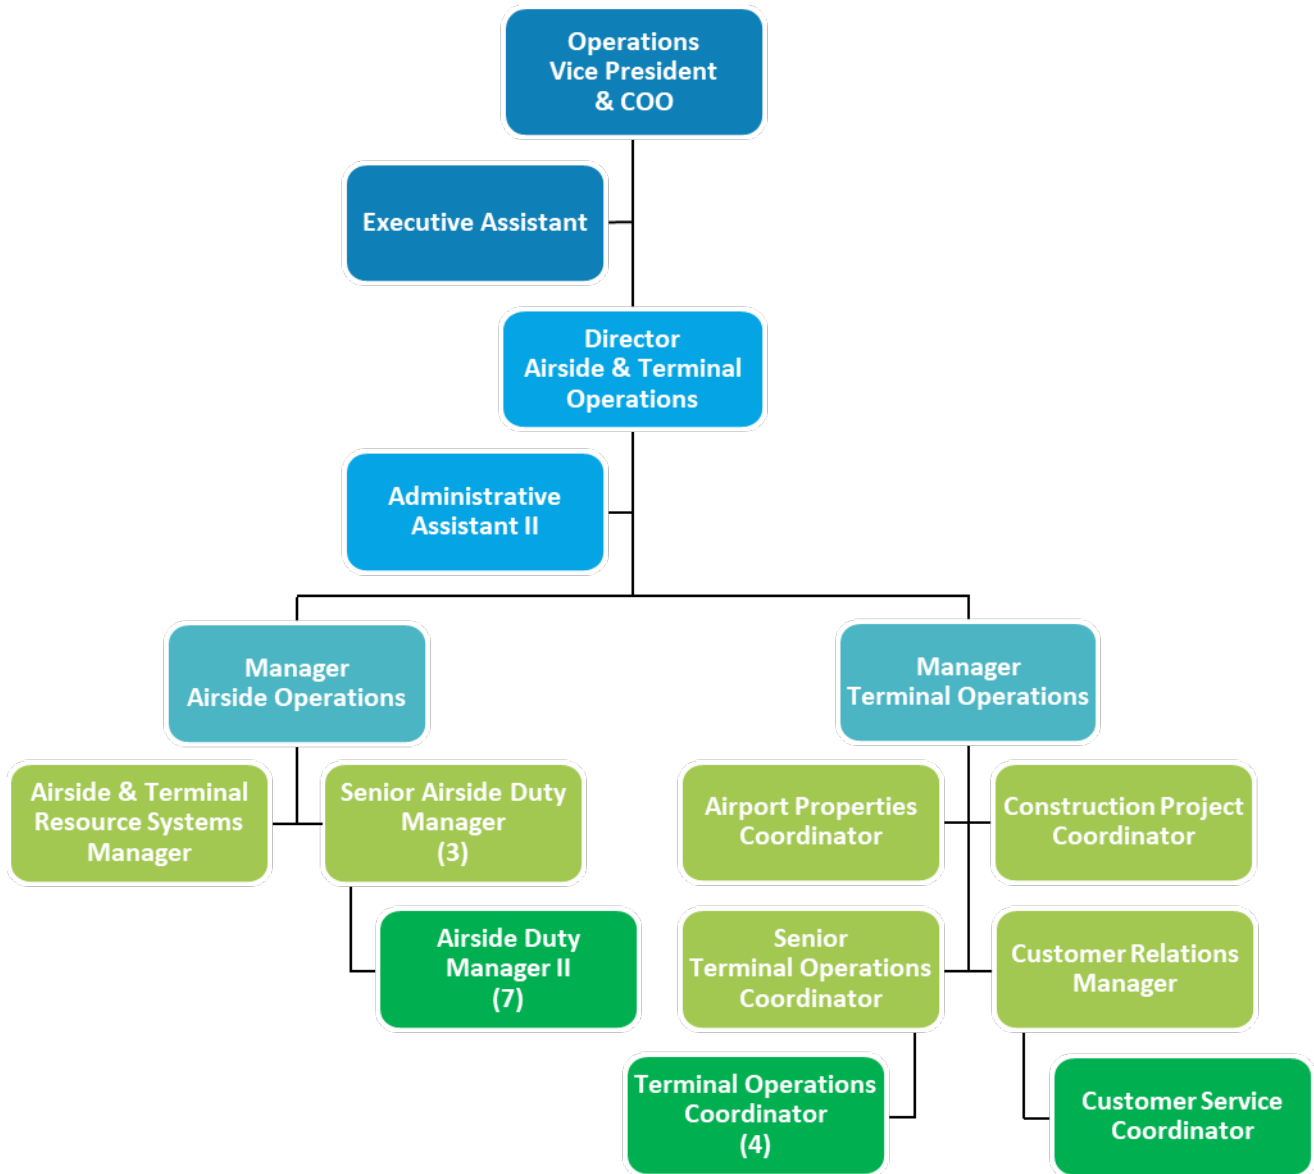 Operations
Vice President
& COO
Executive Assistant
Director
Airside & Terminal
Operations
Administrative
Assistant II
Manager
Airside Operations
Manager
Terminal Operations
Airside & Terminal
Resource Systems
Manager
Senior Airside Duty
Manager
(3)
Airport Properties
Coordinator
Construction Project
Coordinator
Airside Duty
Manager II
(7)
Senior
Terminal Operations
Coordinator
Customer Relations
Manager
Terminal Operations
Coordinator
(4)
Customer Service
Coordinator